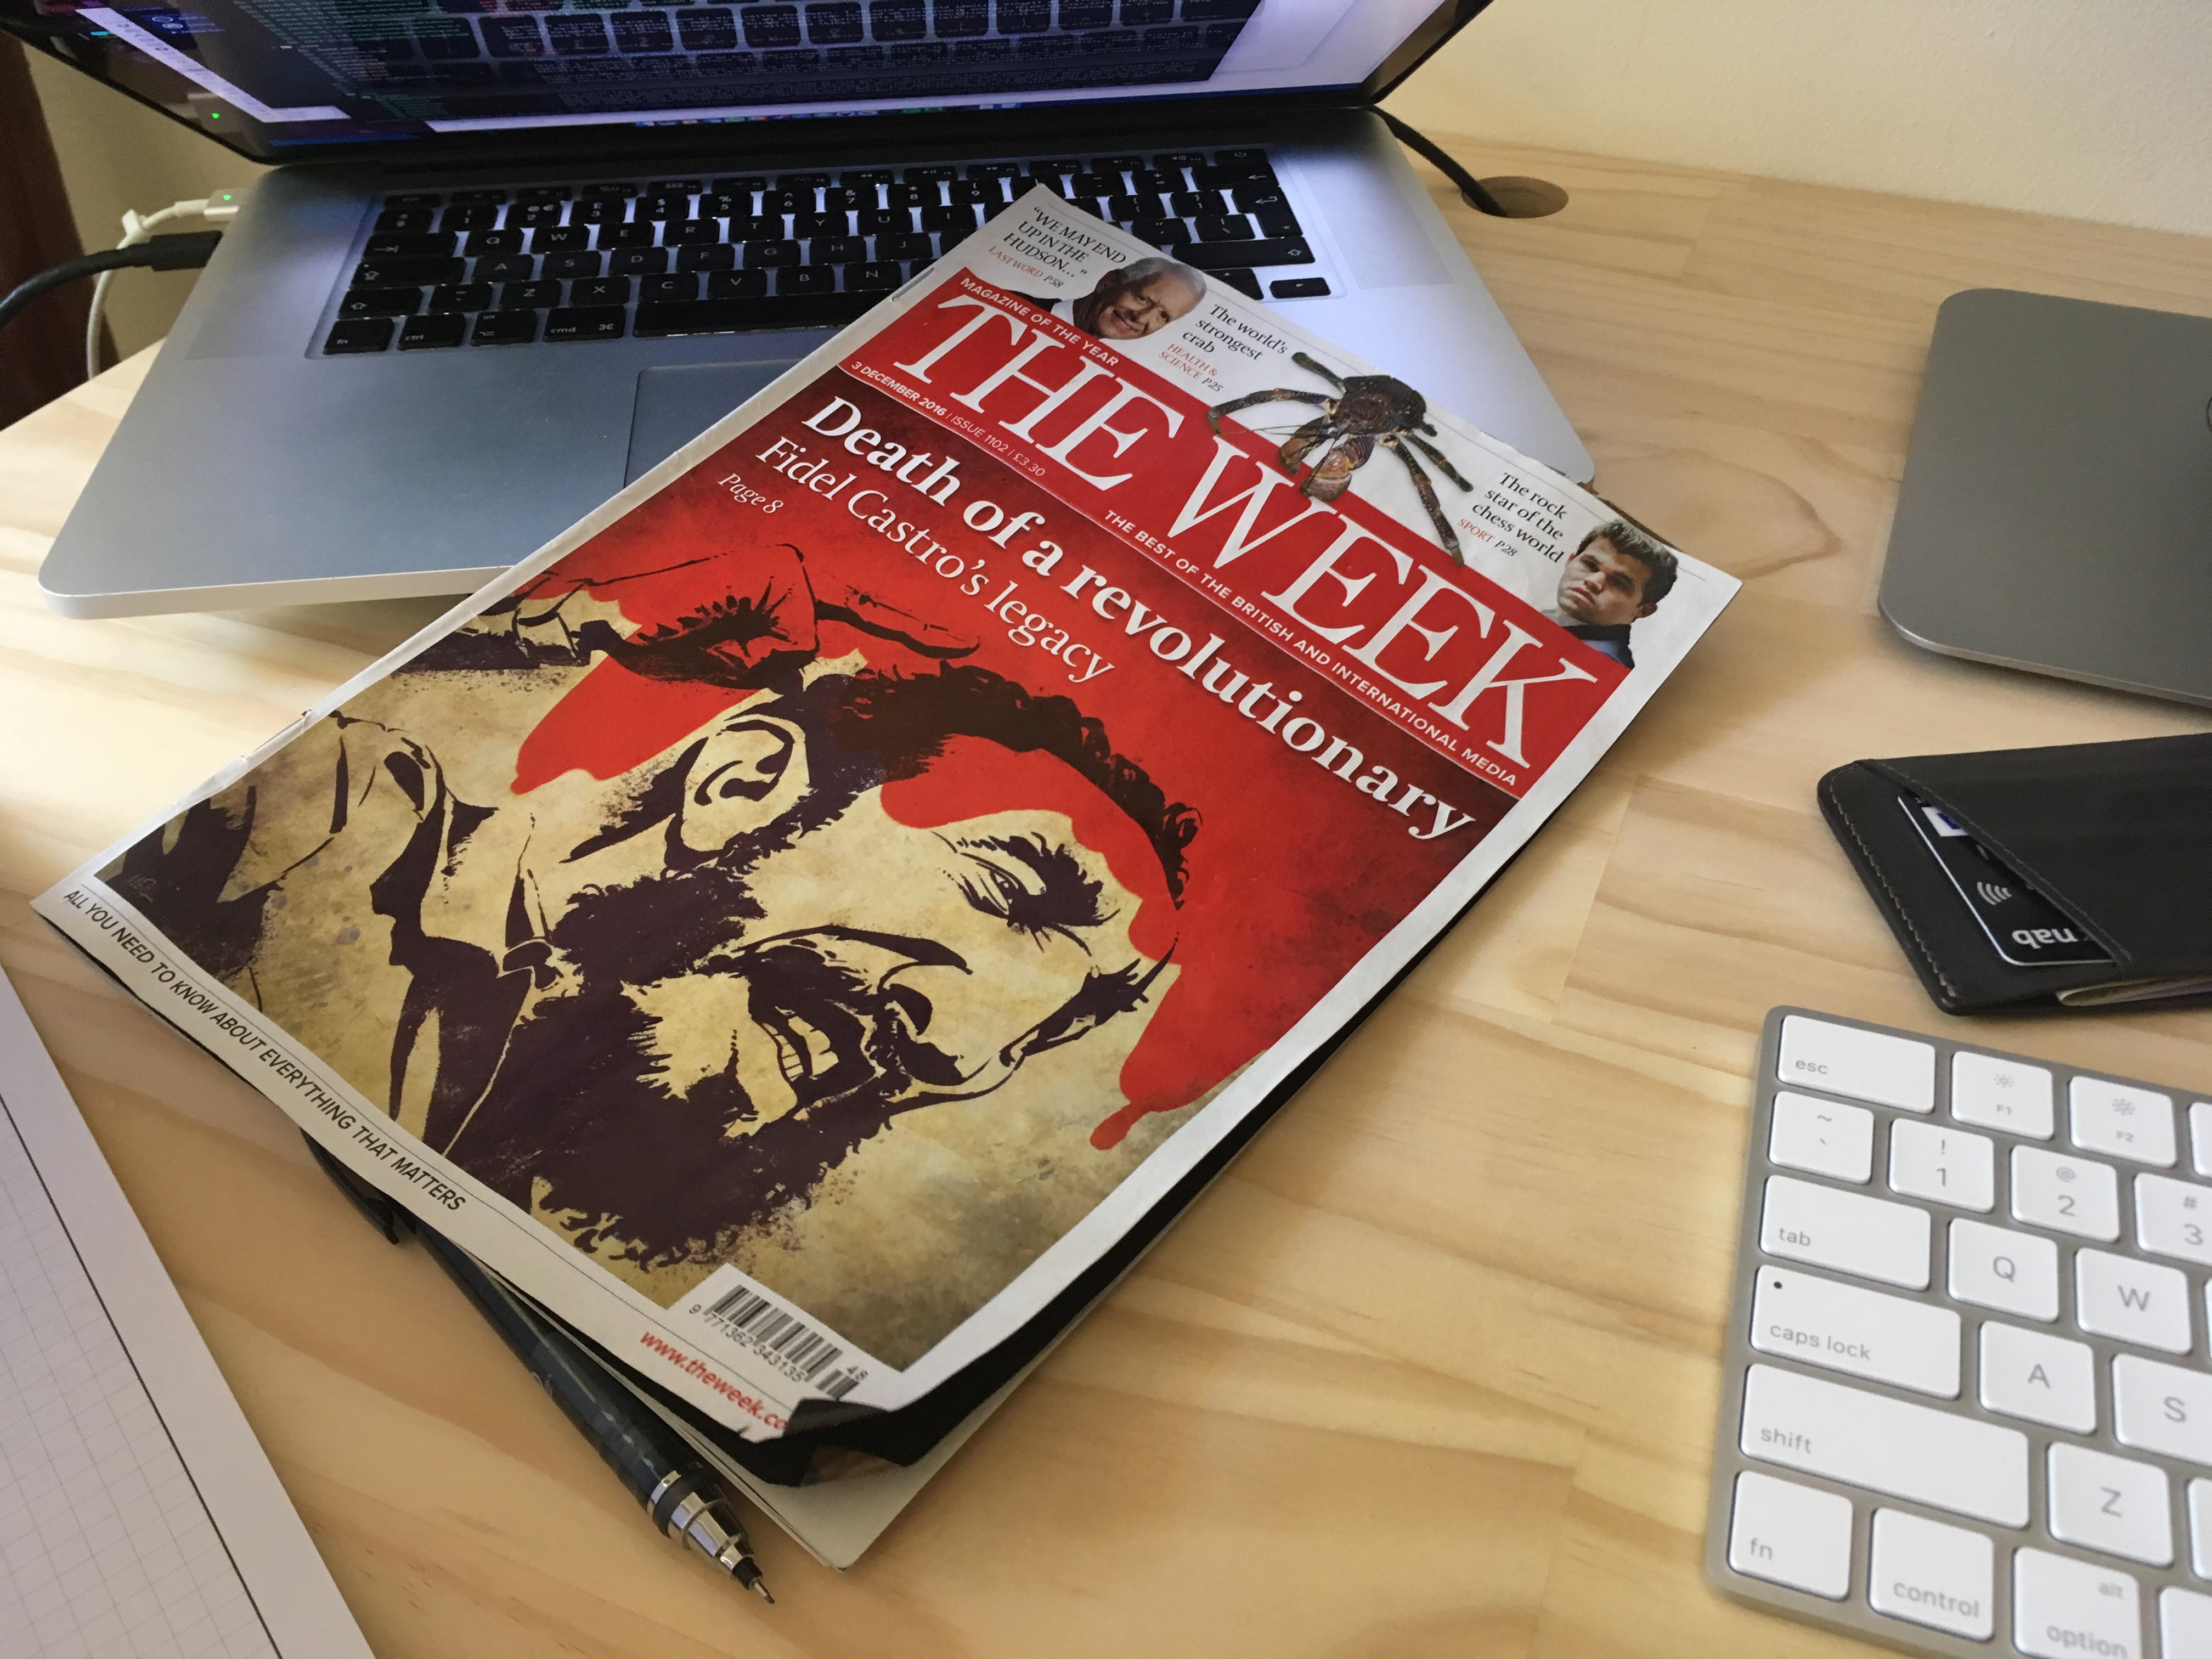 "WE MAY END
UP IN THE
HUDSON..."
LAST WORD P58
The world's
strongest
crab
HEALTH &
SCIENCE P25
The rock
star of the
chess world
SPORT P28
MAGAZINE OF THE YEAR
THE WEEK
3 DECEMBER 2016 | ISSUE 1102 | £3.30
THE BEST OF THE BRITISH AND INTERNATIONAL MEDIA
Death of a revolutionary
Fidel Castro's legacy
Page 8
ALL YOU NEED TO KNOW ABOUT EVERYTHING THAT MATTERS
9 771362 343135
48
www.theweek.co
Q W E R T Y U I
A S D F G H J
Z X C V B N
fn ctrl alt cmd
nab
esc F1 F2
~ ` ! 1 @ 2 # 3
tab Q W
caps lock A S
shift Z
fn control alt option